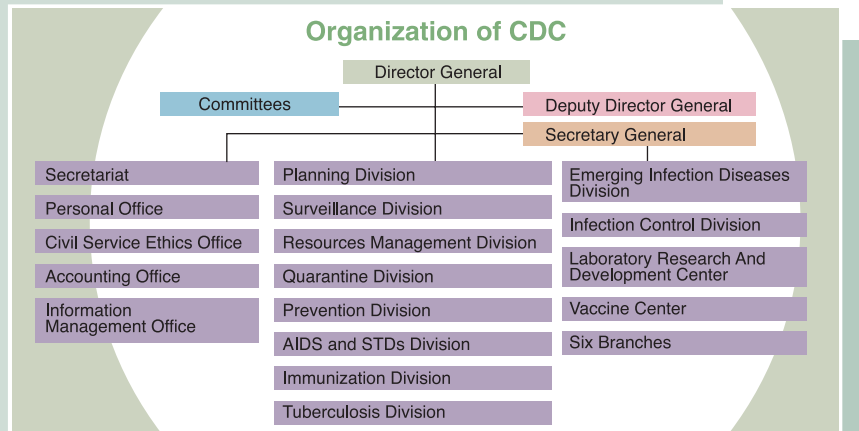 Organization of CDC
Director General
Committees
Deputy Director General
Secretary General
Secretariat
Personal Office
Civil Service Ethics Office
Accounting Office
Information
Management Office
Planning Division
Surveillance Division
Resources Management Division
Quarantine Division
Prevention Division
AIDS and STDs Division
Immunization Division
Tuberculosis Division
Emerging Infection Diseases
Division
Infection Control Division
Laboratory Research And
Development Center
Vaccine Center
Six Branches